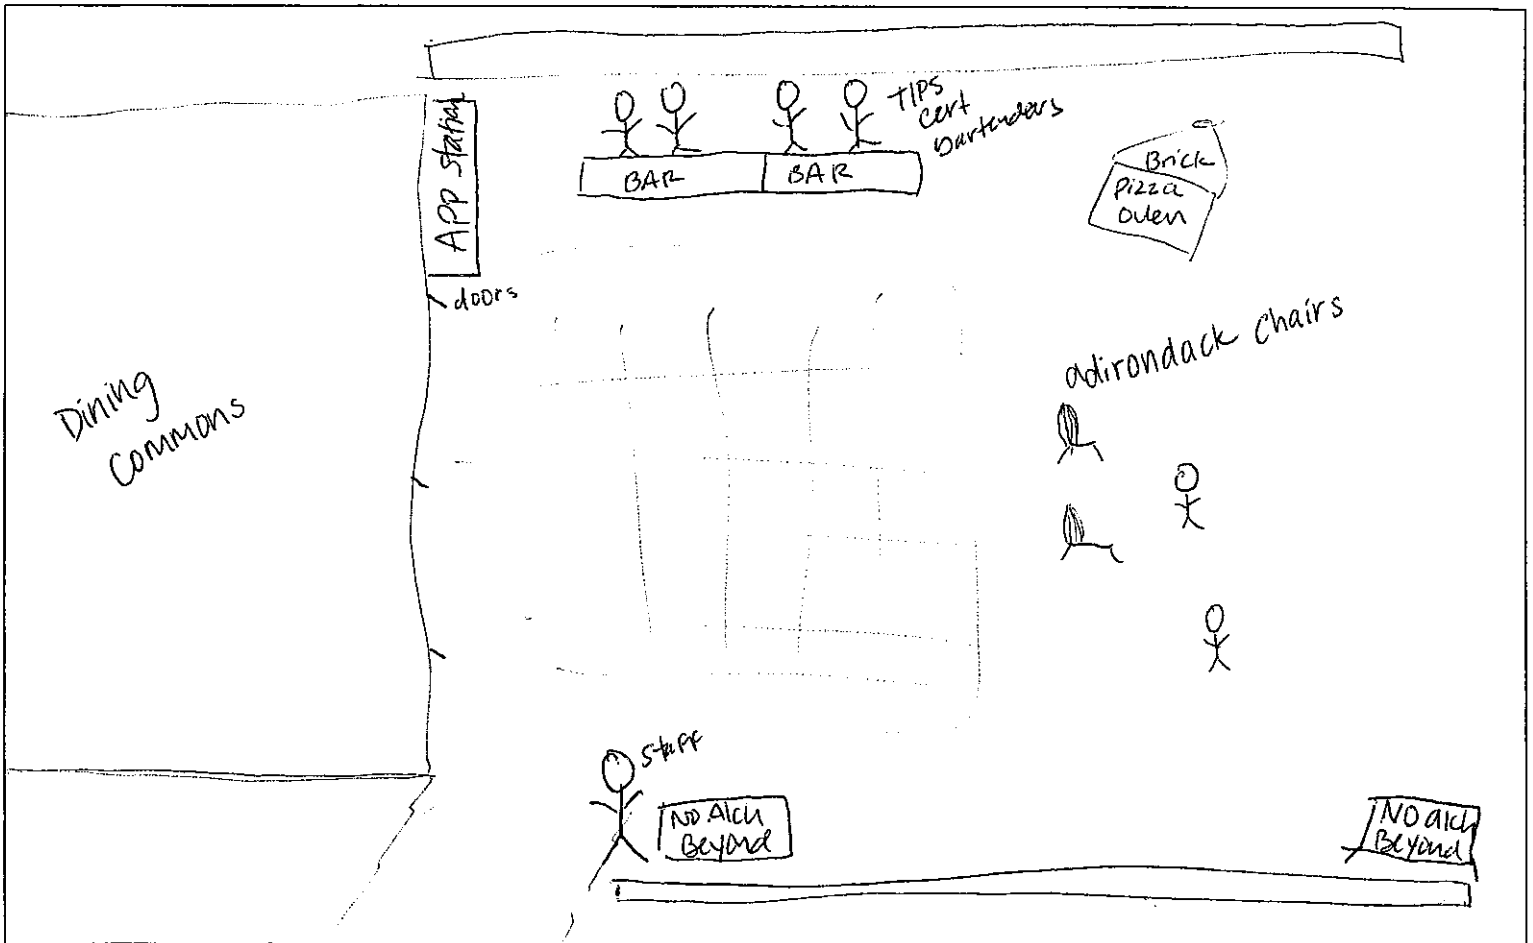 APP Station
TIPS
cert
bartenders
BAR
BAR
Brick
Pizza
Oven
doors
adirondack chairs
Dining
Commons
Staff
No Alch
Beyond
NO alch
Beyond